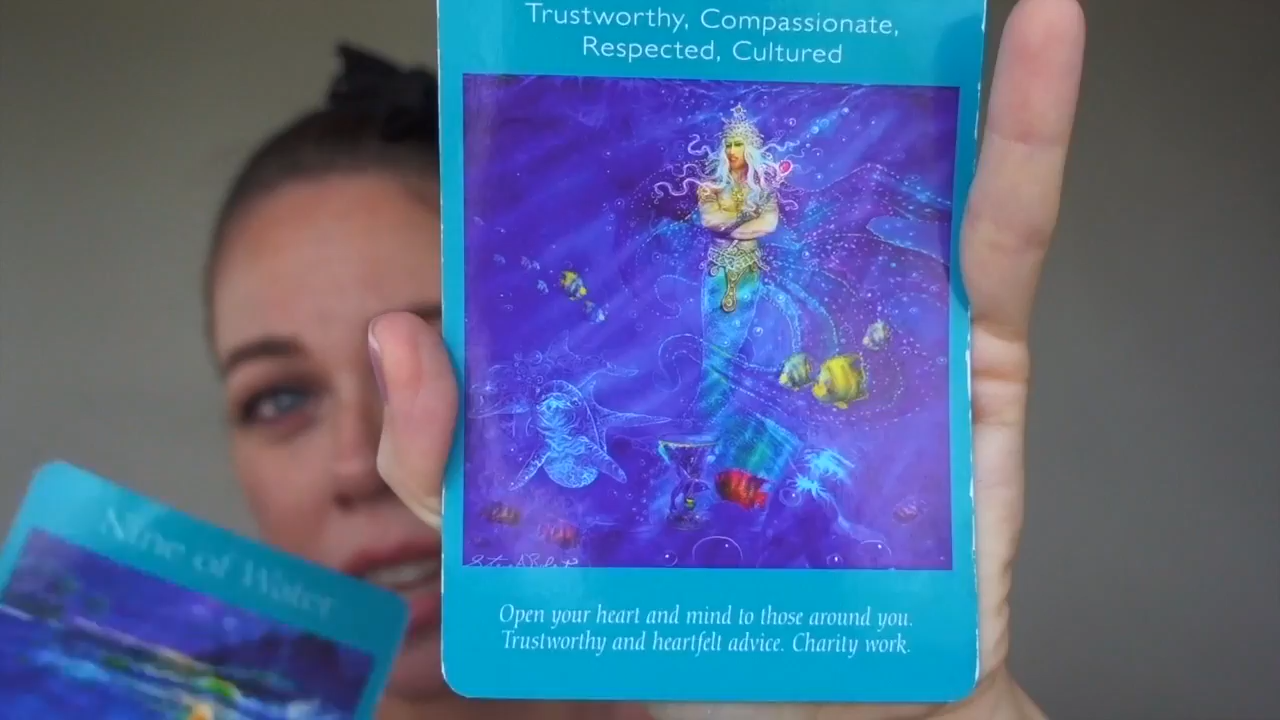 Trustworthy, Compassionate,
Respected, Cultured
Open your heart and mind to those around you.
Trustworthy and heartfelt advice. Charity work.
Nine of Water